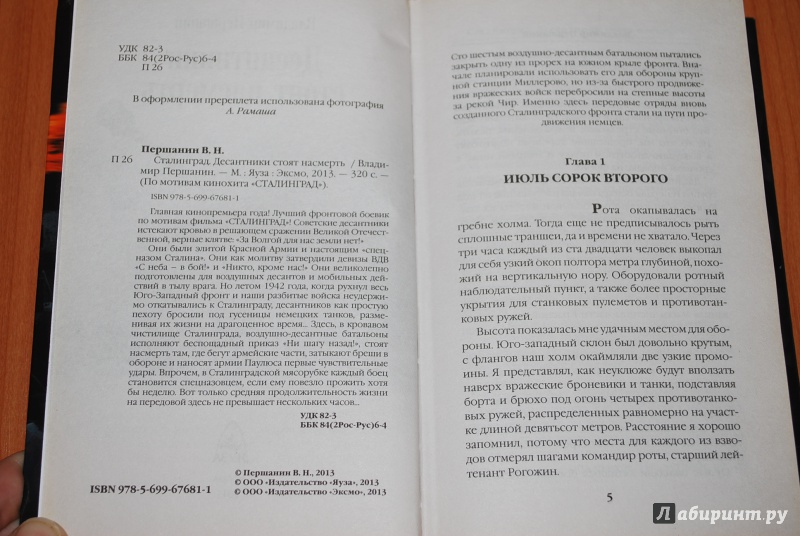 УДК 82-3
ББК 84(2Рос-Рус)6-4
П 26
В оформлении пререплета использована фотография
А. Рамаша
Першанин В. Н.
П 26 Сталинград. Десантники стоят насмерть / Влади-
мир Першанин. — М. : Яуза : Эксмо, 2013. — 320 с. —
(По мотивам кинохита «СТАЛИНГРАД»).
ISBN 978-5-699-67681-1
Главная кинопремьера года! Лучший фронтовой боевик
по мотивам фильма «СТАЛИНГРАД»! Советские десантники
истекают кровью в решающем сражении Великой Отечест-
венной, верные клятве: «За Волгой для нас земли нет!»
Они были элитой Красной Армии и настоящим «спец-
назом Сталина». Они как молитву затвердили девизы ВДВ
«С неба – в бой!» и «Никто, кроме нас!» Они великолепно
подготовлены для воздушных десантов и мобильных дейст-
вий в тылу врага. Но летом 1942 года, когда рухнул весь
Юго-Западный фронт и наши разбитые войска неудержи-
мо откатывались к Сталинграду, десантников как простую
пехоту бросили под гусеницы немецких танков, разме-
нивая их жизни на драгоценное время... Здесь, в кровавом
чистилище Сталинграда, воздушно-десантные батальоны
исполняют беспощадный приказ «Ни шагу назад!», стоят
насмерть там, где бегут армейские части, затыкают бреши в
обороне и наносят армии Паулюса первые чувствительные
удары. Впрочем, в Сталинградской мясорубке каждый боец
становится спецназовцем, если ему повезло прожить хотя
бы неделю. Вот только средняя продолжительность жизни
на передовой здесь не превышает нескольких часов...
УДК 82-3
ББК 84(2Рос-Рус)6-4
© Першанин В. Н., 2013
© ООО «Издательство «Яуза», 2013
ISBN 978-5-699-67681-1 © ООО «Издательство «Эксмо», 2013
Сто шестым воздушно-десантным батальоном пытались
закрыть одну из прорех на южном крыле фронта. Вна-
чале планировали использовать его для обороны круп-
ной станции Миллерово, но из-за быстрого продвиже-
ния вражеских войск перебросили на степные высоты
за рекой Чир. Именно здесь передовые отряды вновь
созданного Сталинградского фронта стали на пути про-
движения немцев.
Глава 1
ИЮЛЬ СОРОК ВТОРОГО
Рота окапывалась на
гребне холма. Тогда еще не предписывалось рыть
сплошные траншеи, да и времени не хватало. Через
три часа каждый из ста двадцати человек выкопал
для себя узкий окоп полтора метра глубиной, похо-
жий на вертикальную нору. Оборудовали ротный
наблюдательный пункт, а также более просторные
укрытия для станковых пулеметов и противотан-
ковых ружей.
Высота показалась мне удачным местом для обо-
роны. Юго-западный склон был довольно крутым,
с флангов наш холм окаймляли две узкие промо-
ины. Я представлял, как неуклюже будут вползать
наверх вражеские броневики и танки, подставляя
борта и брюхо под огонь четырех противотанко-
вых ружей, распределенных равномерно на участ-
ке длиной девятьсот метров. Расстояние я хорошо
запомнил, потому что места для каждого из взво-
дов отмерял шагами командир роты, старший лей-
тенант Рогожин.
5
Лабиринт.ру